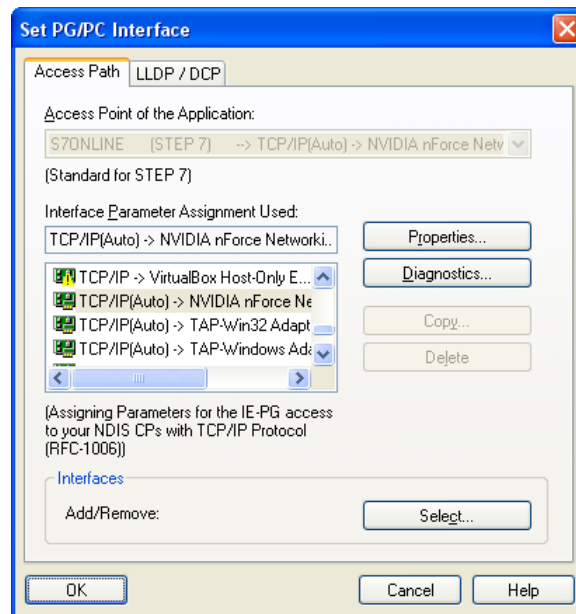 Set PG/PC Interface
Access Path
LLDP / DCP
Access Point of the Application:
S7ONLINE (STEP 7) --> TCP/IP(Auto) -> NVIDIA nForce Netw
(Standard for STEP 7)
Interface Parameter Assignment Used:
TCP/IP(Auto) -> NVIDIA nForce Networki..
Properties...
TCP/IP -> VirtualBox Host-Only E...
Diagnostics...
TCP/IP(Auto) -> NVIDIA nForce Ne
TCP/IP(Auto) -> TAP-Win32 Adapt
Copy...
TCP/IP(Auto) -> TAP-Windows Ada
Delete
(Assigning Parameters for the IE-PG access
to your NDIS CPs with TCP/IP Protocol
(RFC-1006))
Interfaces
Add/Remove:
Select...
OK
Cancel
Help